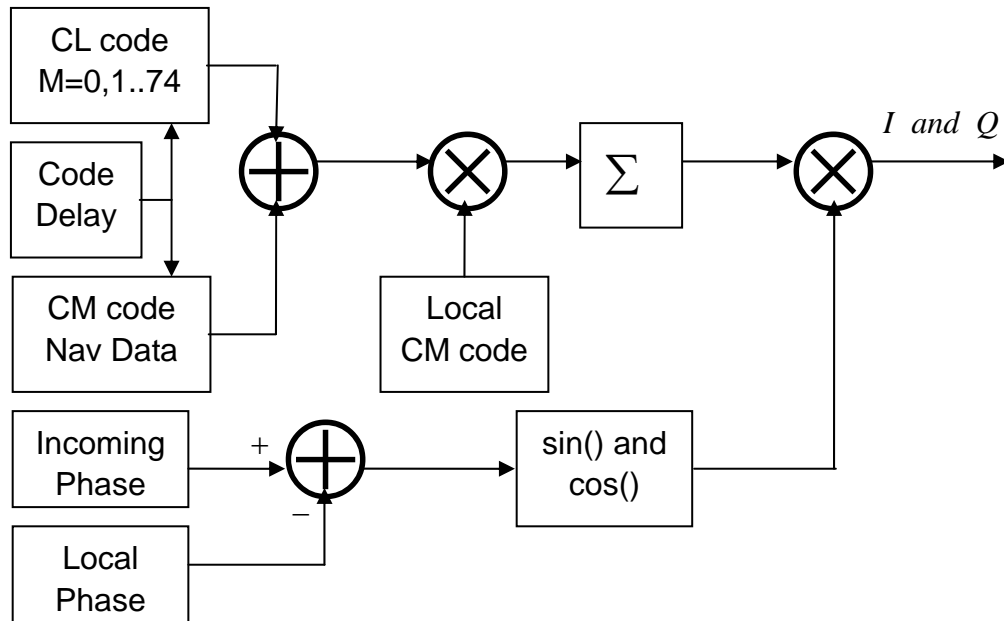 CL code
M=0,1..74
Code
Delay
CM code
Nav Data
Local
CM code
∑
I and Q
Incoming
Phase
+
−
Local
Phase
sin() and
cos()